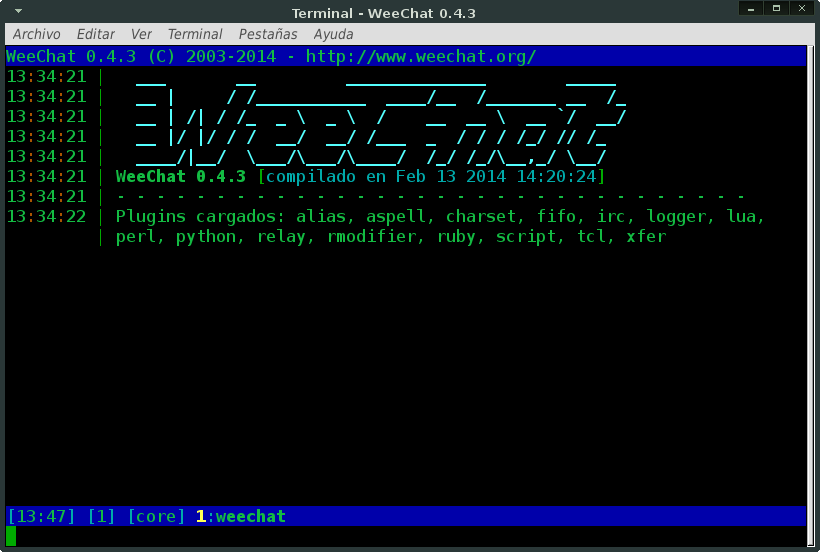 Terminal - WeeChat 0.4.3
Archivo Editar Ver Terminal Pestañas Ayuda
WeeChat 0.4.3 (C) 2003-2014 - http://www.weechat.org/
13:34:21 |
13:34:21 |
13:34:21 | WeeChat
13:34:21 |
13:34:21 |
13:34:21 | WeeChat 0.4.3 [compilado en Feb 13 2014 14:20:24]
13:34:21 | - - - - - - - - - - - - - - - - - - - - - - - - - - - - - - - -
13:34:22 | Plugins cargados: alias, aspell, charset, fifo, irc, logger, lua,
| perl, python, relay, rmodifier, ruby, script, tcl, xfer
[13:47] [1] [core] 1:weechat